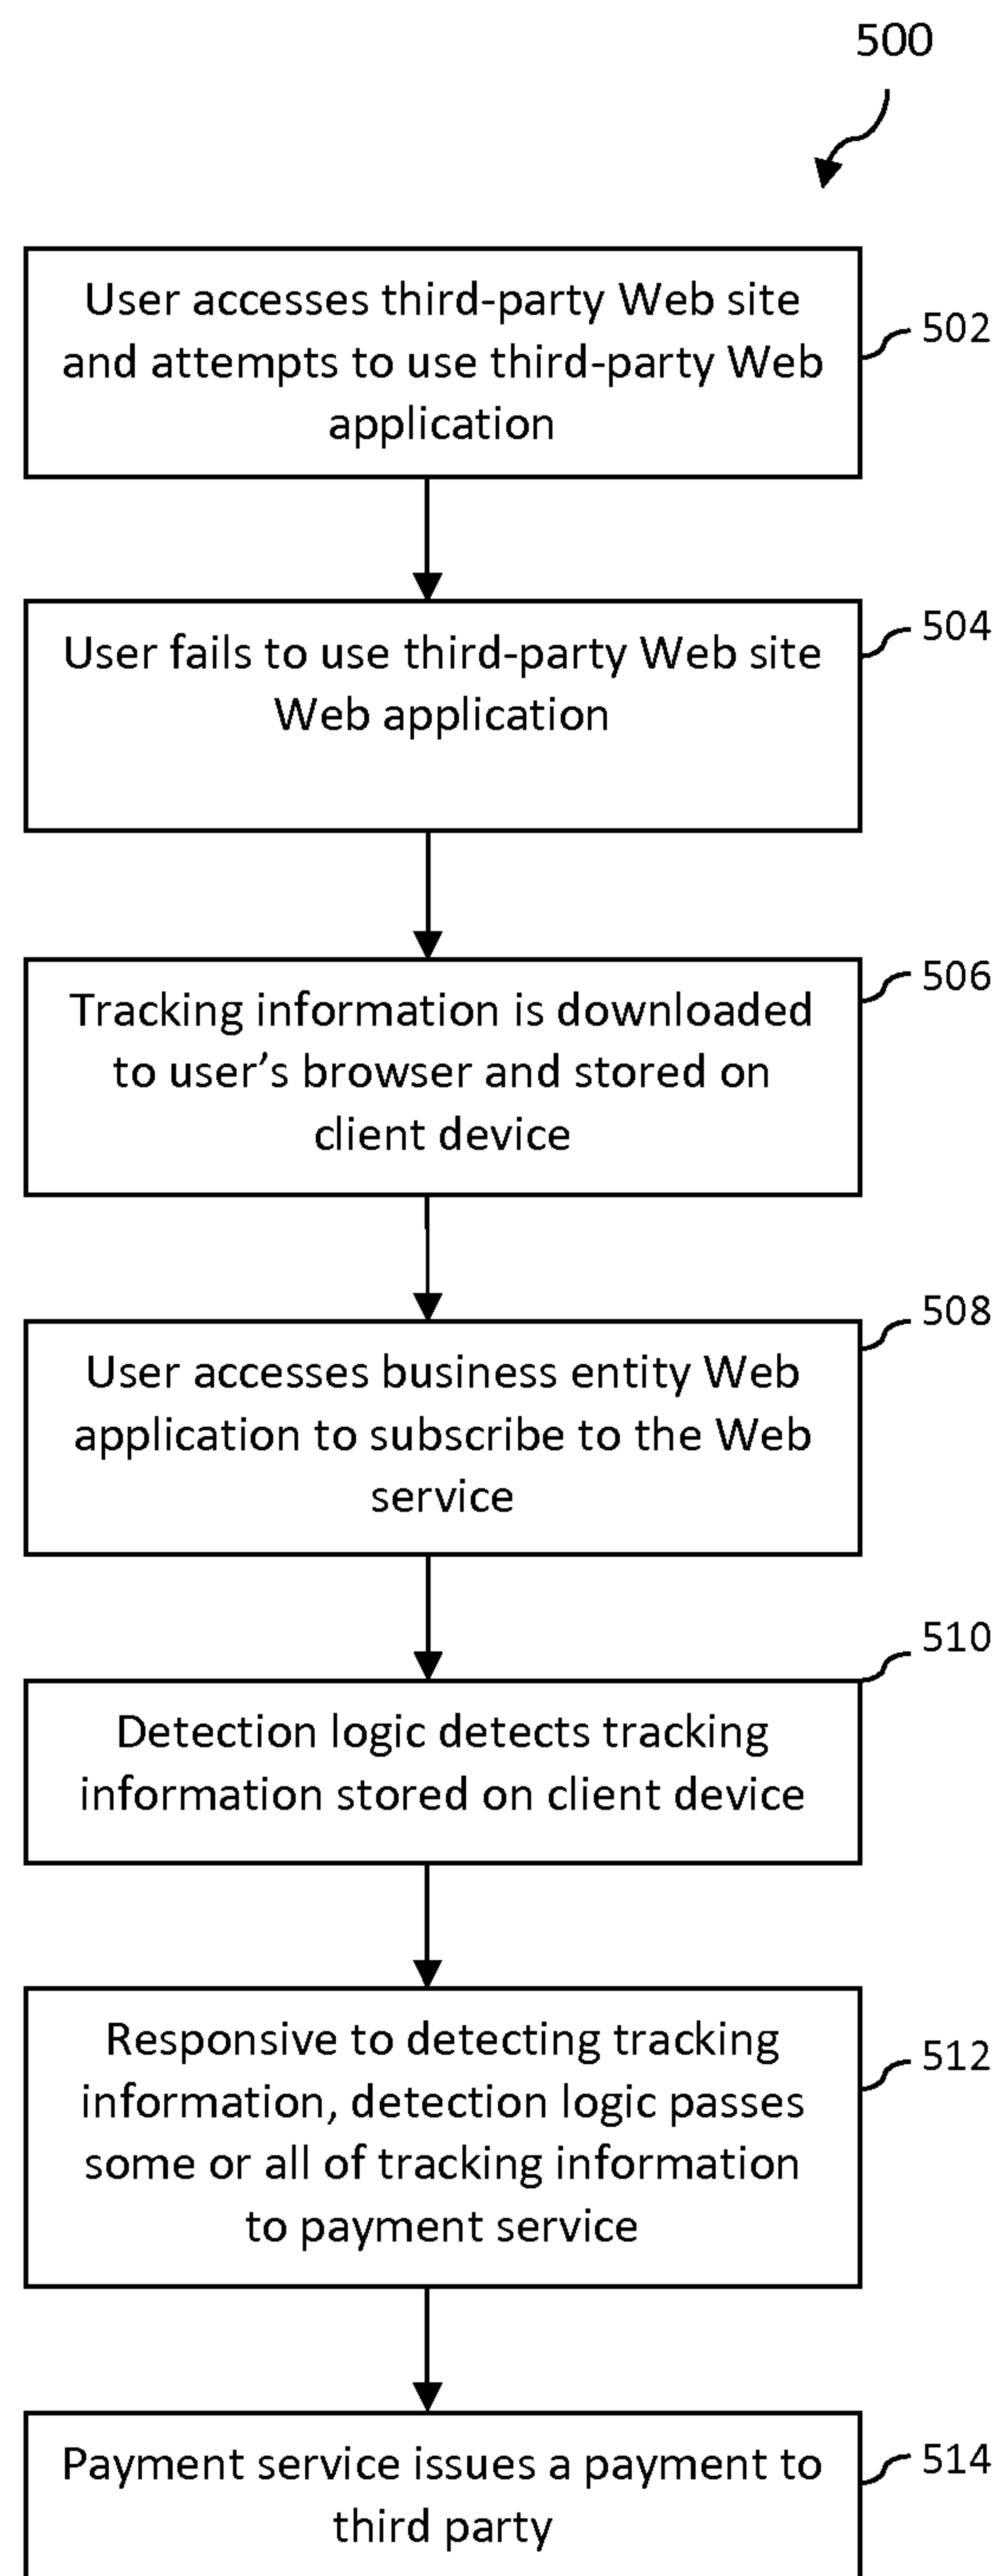 500
User accesses third-party Web site
and attempts to use third-party Web
application
502
User fails to use third-party Web site
Web application
504
Tracking information is downloaded
to user’s browser and stored on
client device
506
User accesses business entity Web
application to subscribe to the Web
service
508
Detection logic detects tracking
information stored on client device
510
Responsive to detecting tracking
information, detection logic passes
some or all of tracking information
to payment service
512
Payment service issues a payment to
third party
514